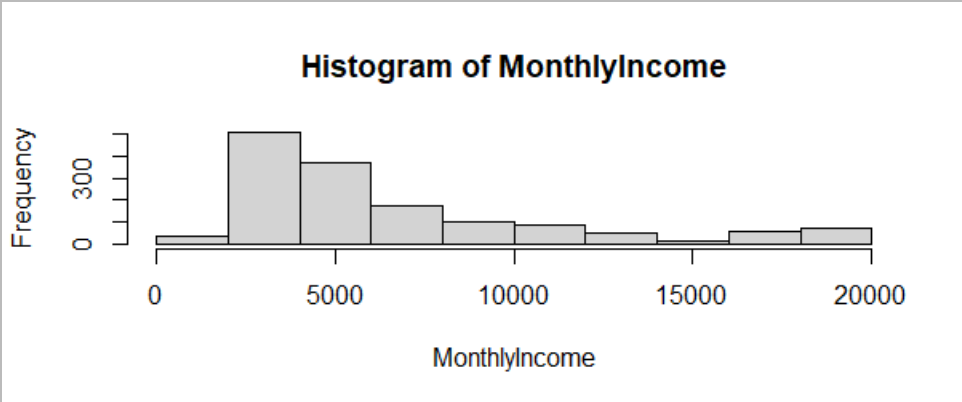 Histogram of MonthlyIncome
Frequency
300
0
0 5000 10000 15000 20000
MonthlyIncome